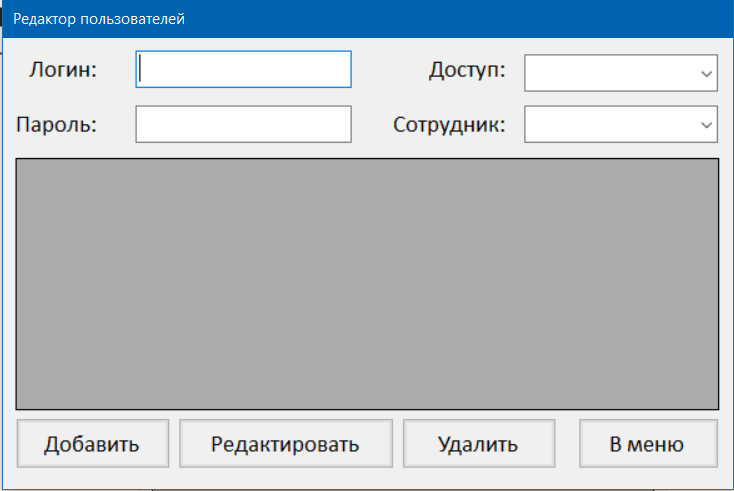 Редактор пользователей
Логин:
Доступ:
Пароль:
Сотрудник:
Добавить
Редактировать
Удалить
В меню